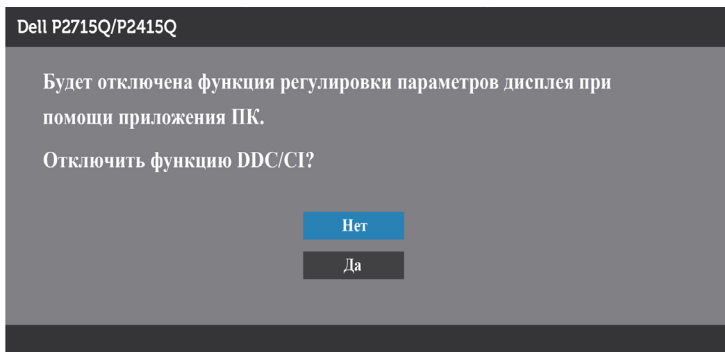 Dell P2715Q/P2415Q
Будет отключена функция регулировки параметров дисплея при
помощи приложения ПК.
Отключить функцию DDC/CI?
Нет
Да